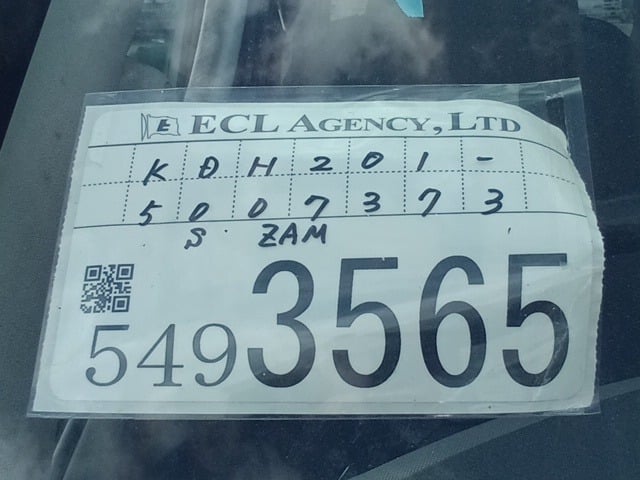 E ECL AGENCY, LTD
KDH201-
5007373
S ZAM
5493565